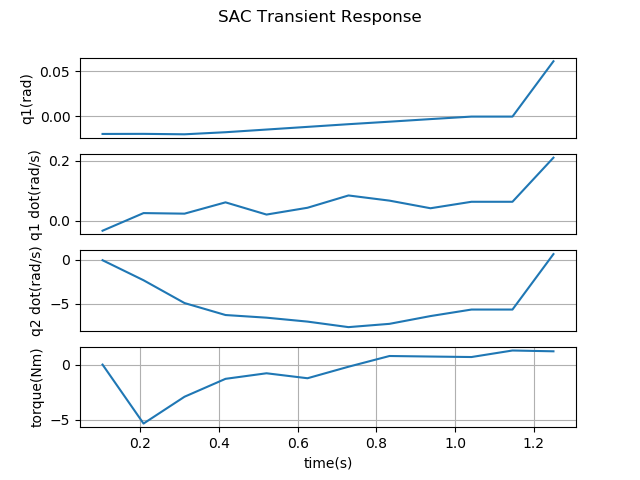 SAC Transient Response
0.05
0.00
q1(rad)
0.2
0.0
q1 dot(rad/s)
0
−5
q2 dot(rad/s)
0
−5
torque(Nm)
0.2 0.4 0.6 0.8 1.0 1.2
time(s)